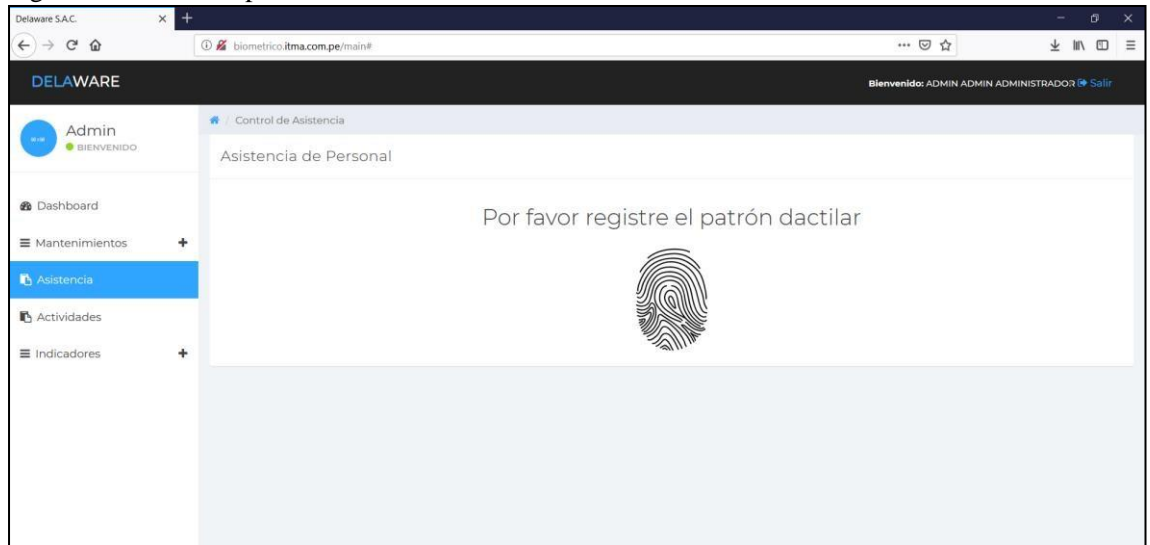 Delaware S.A.C.
biometrico.itma.com.pe/main#
DELAWARE
Bienvenido: ADMIN ADMIN ADMINISTRADOR Salir
Admin
BIENVENIDO
/ Control de Asistencia
Asistencia de Personal
Dashboard
Mantenimientos
Asistencia
Actividades
Indicadores
Por favor registre el patrón dactilar